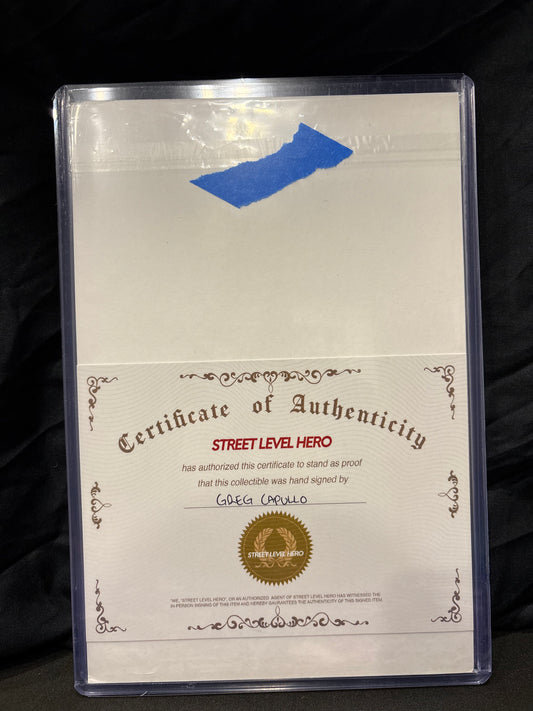 Certificate of Authenticity
STREET LEVEL HERO
has authorized this certificate to stand as proof
that this collectible was hand signed by
GREG CAPULLO
STREET LEVEL HERO
"WE, "STREET LEVEL HERO", OR AN AUTHORIZED AGENT OF STREET LEVEL HERO HAS WITNESSED THE
IN-PERSON SIGNING OF THIS ITEM AND HEREBY GAURANTEES THE AUTHENTICITY OF THIS SIGNED ITEM.